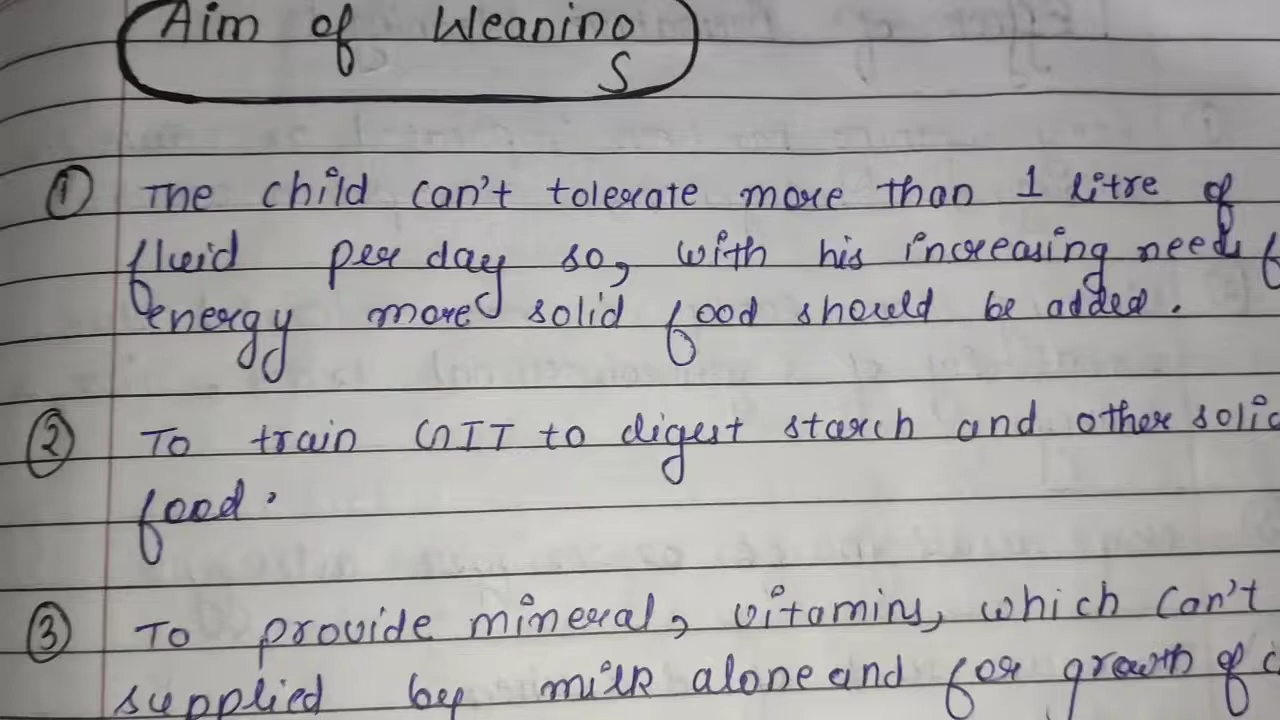 Aim of Weaning
① The child can't tolerate more than 1 litre of
fluid per day so, with his increasing need
energy more solid food should be added.
② To train GIT to digest starch and other solid
food.
③ To provide mineral, vitamins, which can't
supplied by milk alone and for growth of